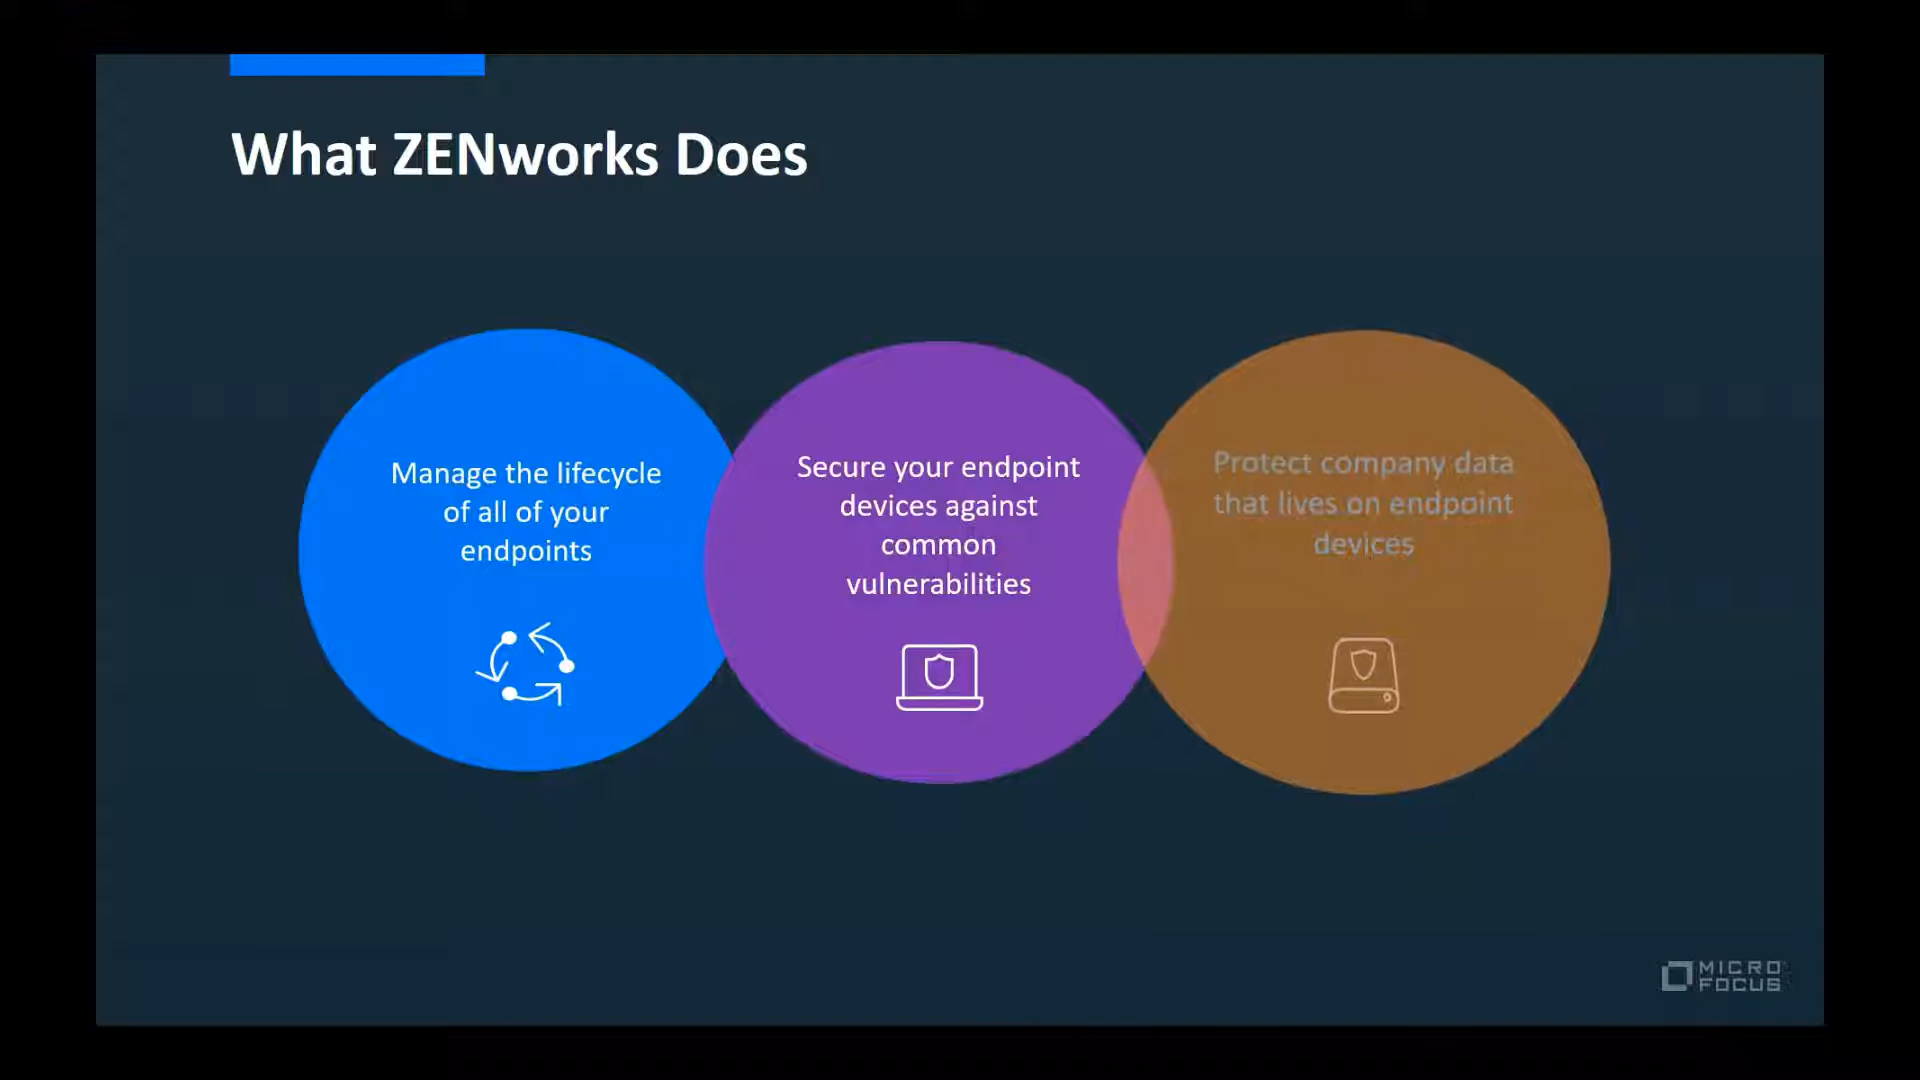 What ZENworks Does
Manage the lifecycle
of all of your
endpoints
Secure your endpoint
devices against
common
vulnerabilities
Protect company data
that lives on endpoint
devices
MICRO
FOCUS